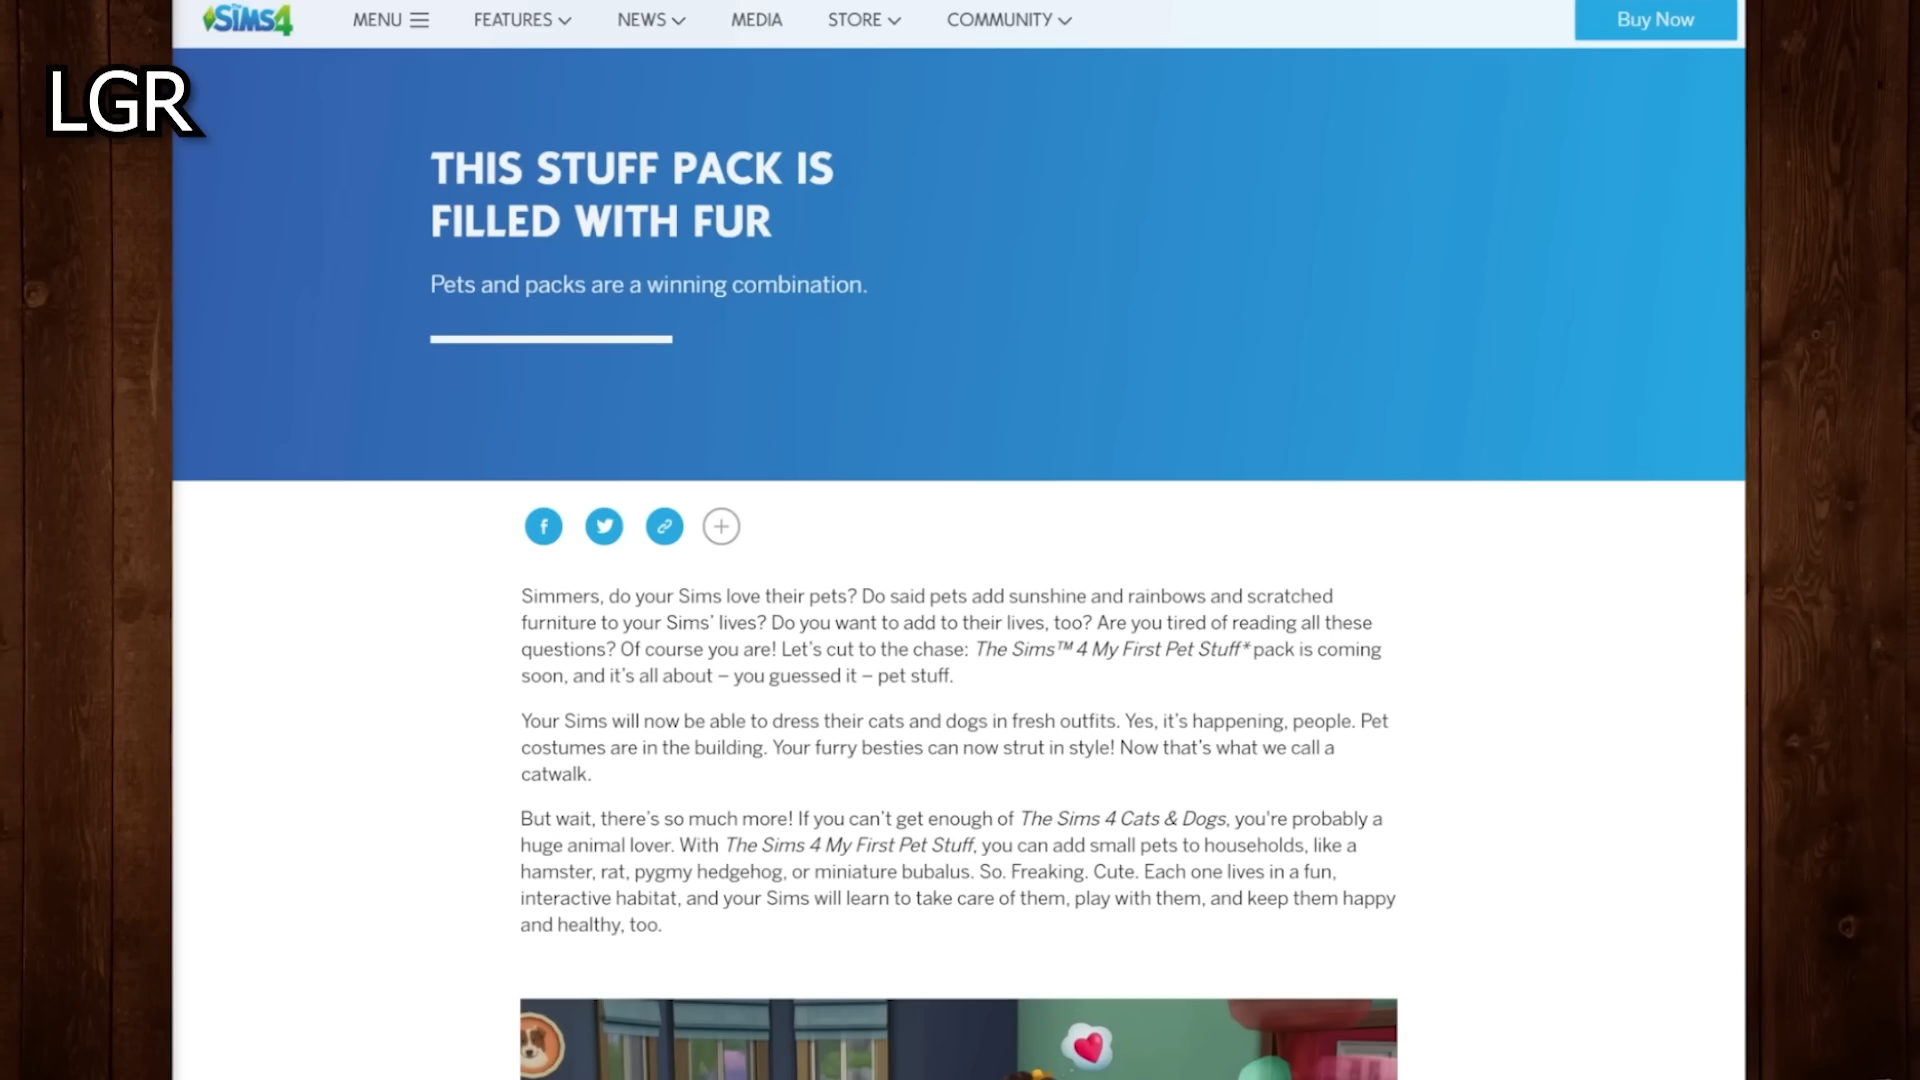 The SIMS 4 MENU FEATURES NEWS MEDIA STORE COMMUNITY Buy Now
LGR
THIS STUFF PACK IS
FILLED WITH FUR
Pets and packs are a winning combination.
Simmers, do your Sims love their pets? Do said pets add sunshine and rainbows and scratched
furniture to your Sims’ lives? Do you want to add to their lives, too? Are you tired of reading all these
questions? Of course you are! Let’s cut to the chase: The Sims™ 4 My First Pet Stuff* pack is coming
soon, and it’s all about – you guessed it – pet stuff.
Your Sims will now be able to dress their cats and dogs in fresh outfits. Yes, it’s happening, people. Pet
costumes are in the building. Your furry besties can now strut in style! Now that’s what we call a
catwalk.
But wait, there’s so much more! If you can’t get enough of The Sims 4 Cats & Dogs, you're probably a
huge animal lover. With The Sims 4 My First Pet Stuff, you can add small pets to households, like a
hamster, rat, pygmy hedgehog, or miniature bubalus. So. Freaking. Cute. Each one lives in a fun,
interactive habitat, and your Sims will learn to take care of them, play with them, and keep them happy
and healthy, too.